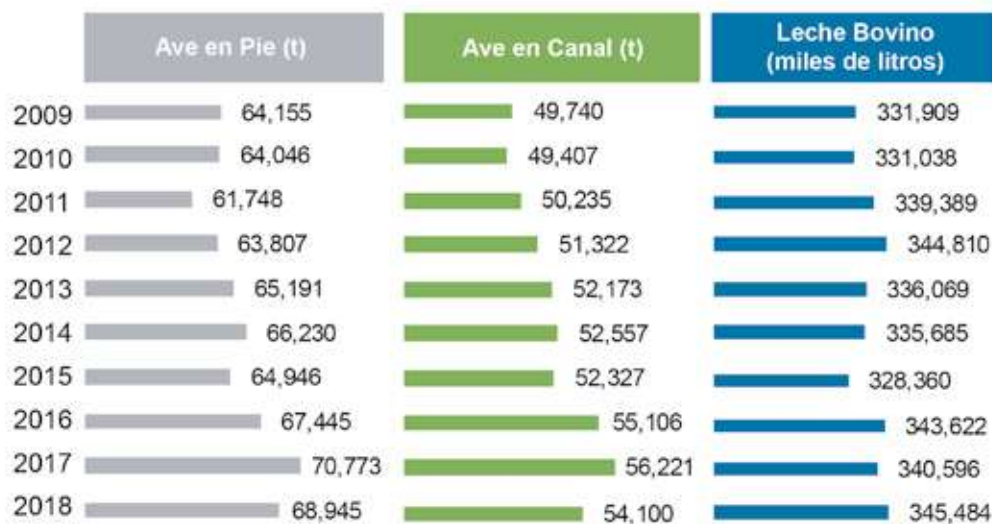 Ave en Pie (t) Ave en Canal (t) Leche Bovino
(miles de litros)
2009 64,155 49,740 331,909
2010 64,046 49,407 331,038
2011 61,748 50,235 339,389
2012 63,807 51,322 344,810
2013 65,191 52,173 336,069
2014 66,230 52,557 335,685
2015 64,946 52,327 328,360
2016 67,445 55,106 343,622
2017 70,773 56,221 340,596
2018 68,945 54,100 345,484